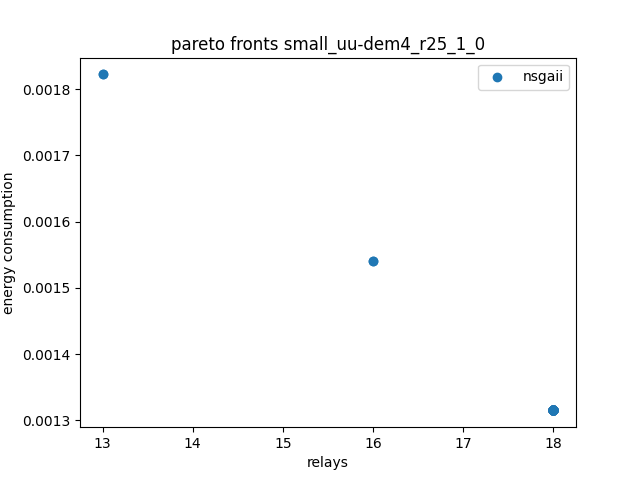 pareto fronts small_uu-dem4_r25_1_0
nsgaii
energy consumption
0.0018
0.0017
0.0016
0.0015
0.0014
0.0013
13 14 15 16 17 18
relays